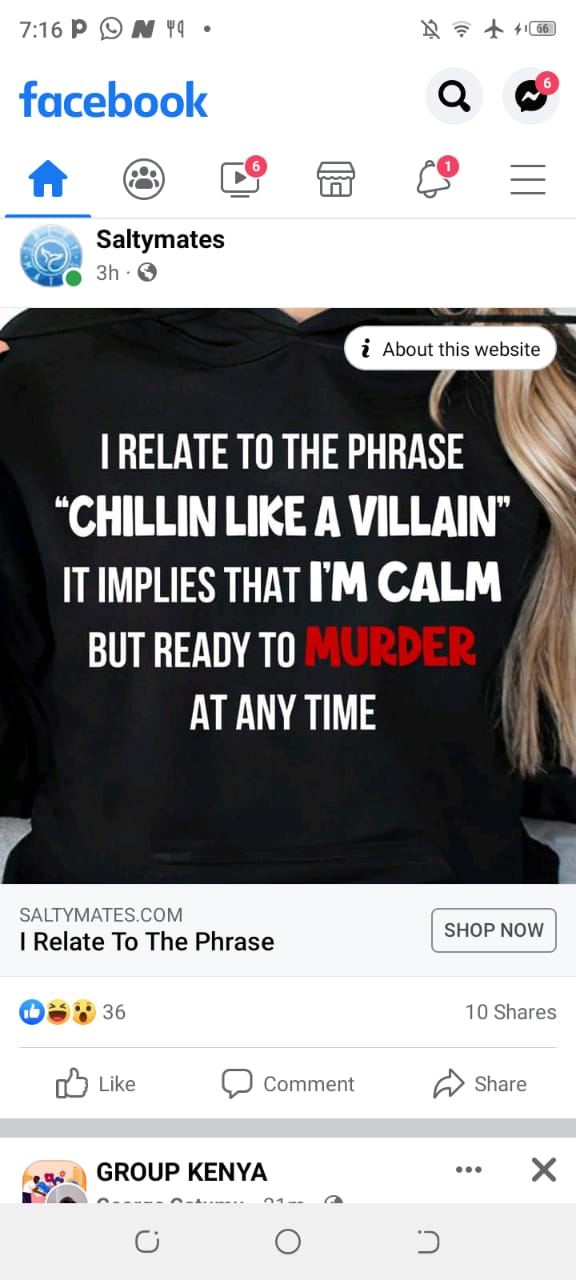 7:16
66
facebook
6
6
1
Saltymates
3h ·
About this website
I RELATE TO THE PHRASE
“CHILLIN LIKE A VILLAIN”
IT IMPLIES THAT I'M CALM
BUT READY TO MURDER
AT ANY TIME
SALTYMATES.COM
I Relate To The Phrase
SHOP NOW
36
10 Shares
Like
Comment
Share
GROUP KENYA